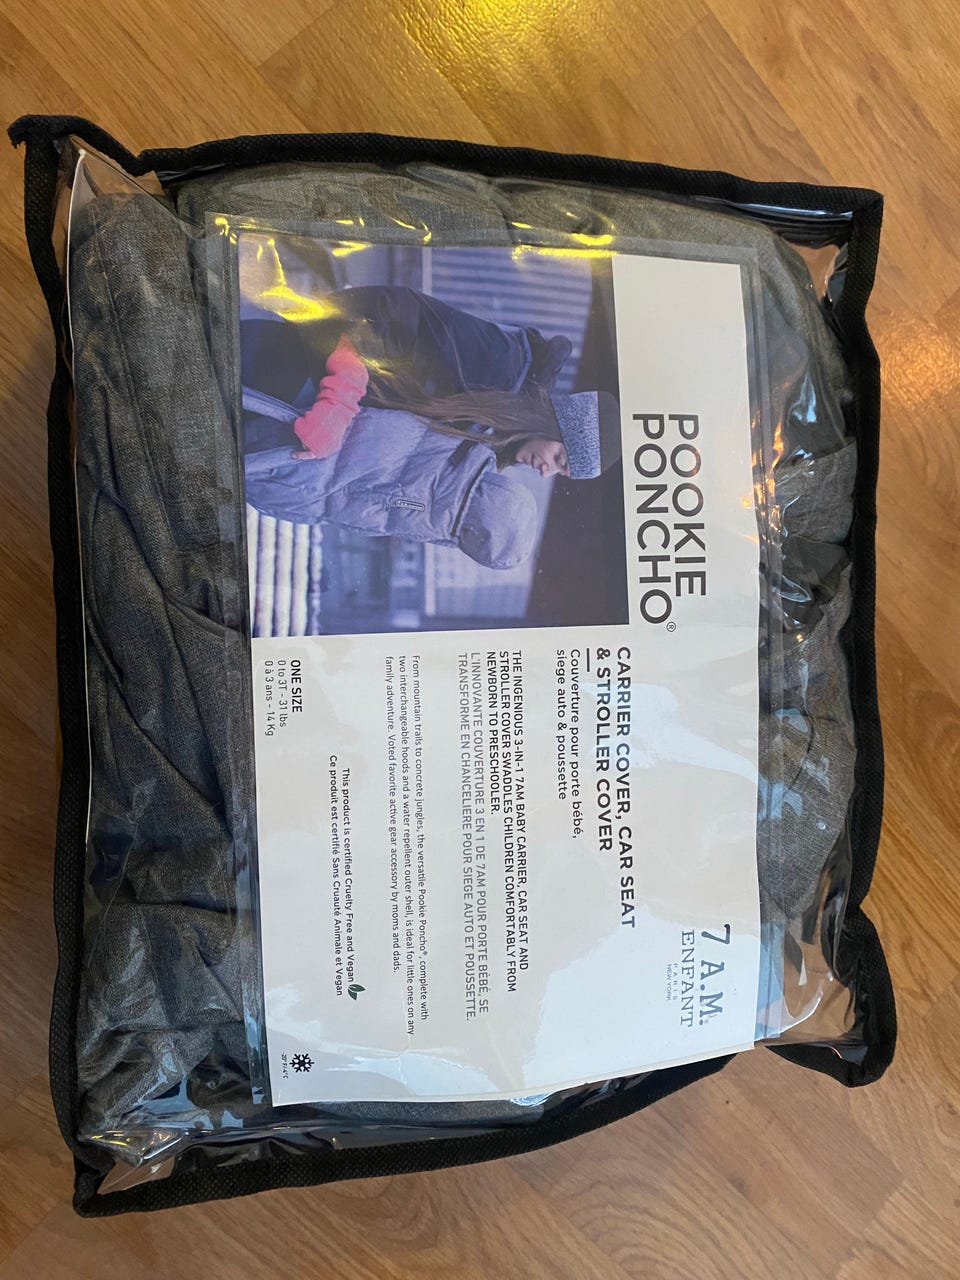 POOKIE
PONCHO®
7 A.M.®
ENFANT
PARIS
NEW YORK
CARRIER COVER, CAR SEAT
& STROLLER COVER
Couverture pour porte bébé,
siege auto & poussette
THE INGENIOUS 3-IN-1 7AM BABY CARRIER, CAR SEAT AND
STROLLER COVER SWADDLES CHILDREN COMFORTABLY FROM
NEWBORN TO PRESCHOOLER.
L'INNOVANTE COUVERTURE 3 EN 1 DE 7AM POUR PORTE BÉBÉ, SE
TRANSFORME EN CHANCELIERE POUR SIEGE AUTO ET POUSSETTE.
From mountain trails to concrete jungles, the versatile Pookie Poncho®, complete with
two interchangeable hoods and a water repellent outer shell, is ideal for little ones on any
family adventure. Voted favorite active gear accessory by moms and dads.
This product is certified Cruelty Free and Vegan
Ce produit est certifié Sans Cruauté Animale et Vegan
ONE SIZE
0 to 3T - 31 lbs
0 à 3 ans - 14 Kg